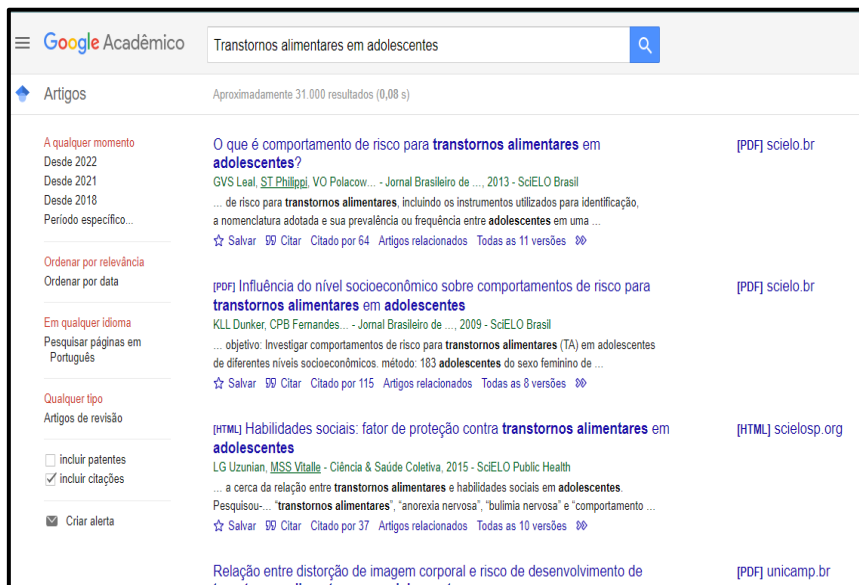 Google Acadêmico
Transtornos alimentares em adolescentes
Artigos
Aproximadamente 31.000 resultados (0,08 s)
A qualquer momento
Desde 2022
Desde 2021
Desde 2018
Período específico...
Ordenar por relevância
Ordenar por data
Em qualquer idioma
Pesquisar páginas em
Português
Qualquer tipo
Artigos de revisão
incluir patentes
incluir citações
Criar alerta
O que é comportamento de risco para transtornos alimentares em
adolescentes?
GVS Leal, ST Philippi, VO Polacow... - Jornal Brasileiro de ..., 2013 - SciELO Brasil
... de risco para transtornos alimentares, incluindo os instrumentos utilizados para identificação,
a nomenclatura adotada e sua prevalência ou frequência entre adolescentes em uma ...
Salvar Citar Citado por 64 Artigos relacionados Todas as 11 versões
[PDF] scielo.br
[PDF] Influência do nível socioeconômico sobre comportamentos de risco para
transtornos alimentares em adolescentes
KLL Dunker, CPB Fernandes... - Jornal Brasileiro de ..., 2009 - SciELO Brasil
... objetivo: Investigar comportamentos de risco para transtornos alimentares (TA) em adolescentes
de diferentes níveis socioeconômicos. método: 183 adolescentes do sexo feminino de ...
Salvar Citar Citado por 115 Artigos relacionados Todas as 8 versões
[PDF] scielo.br
[HTML] Habilidades sociais: fator de proteção contra transtornos alimentares em
adolescentes
LG Uzunian, MSS Vitalle - Ciência & Saúde Coletiva, 2015 - SciELO Public Health
... a cerca da relação entre transtornos alimentares e habilidades sociais em adolescentes.
Pesquisou-... “transtornos alimentares”, “anorexia nervosa”, “bulimia nervosa” e “comportamento ...
Salvar Citar Citado por 37 Artigos relacionados Todas as 10 versões
[HTML] scielosp.org
Relação entre distorção de imagem corporal e risco de desenvolvimento de
[PDF] unicamp.br